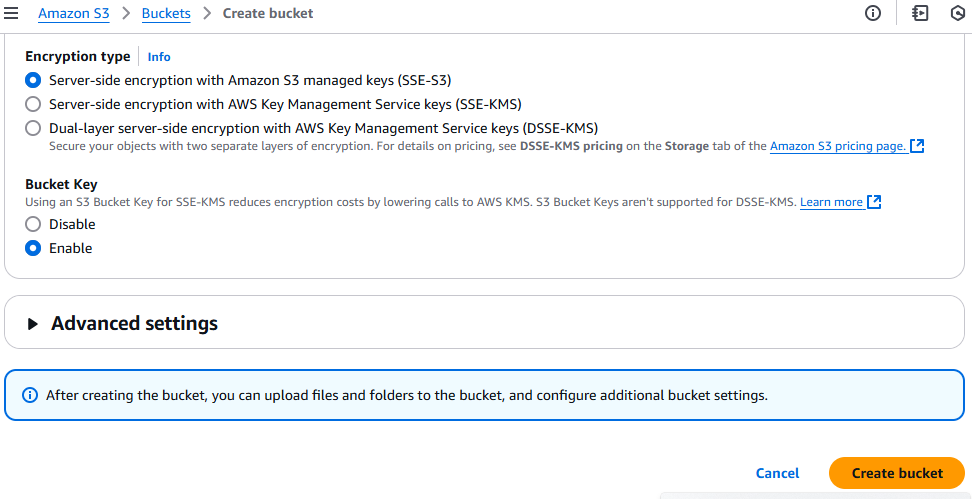 Amazon S3 > Buckets > Create bucket
Encryption type Info
Server-side encryption with Amazon S3 managed keys (SSE-S3)
Server-side encryption with AWS Key Management Service keys (SSE-KMS)
Dual-layer server-side encryption with AWS Key Management Service keys (DSSE-KMS)
Secure your objects with two separate layers of encryption. For details on pricing, see DSSE-KMS pricing on the Storage tab of the Amazon S3 pricing page.
Bucket Key
Using an S3 Bucket Key for SSE-KMS reduces encryption costs by lowering calls to AWS KMS. S3 Bucket Keys aren't supported for DSSE-KMS. Learn more
Disable
Enable
Advanced settings
After creating the bucket, you can upload files and folders to the bucket, and configure additional bucket settings.
Cancel Create bucket